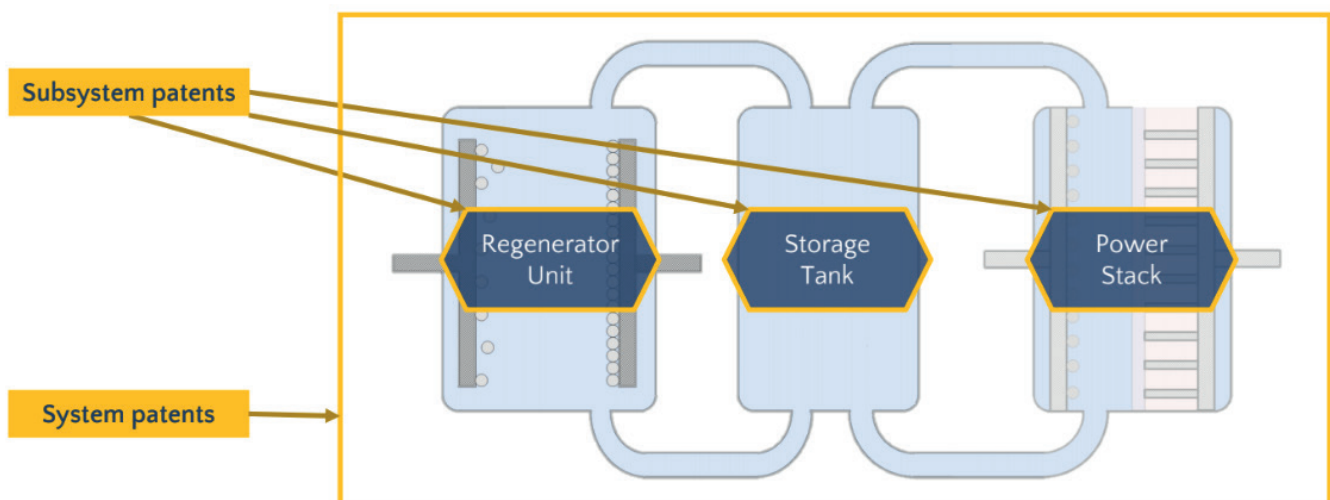 Subsystem patents
Regenerator
Unit
Storage
Tank
Power
Stack
System patents